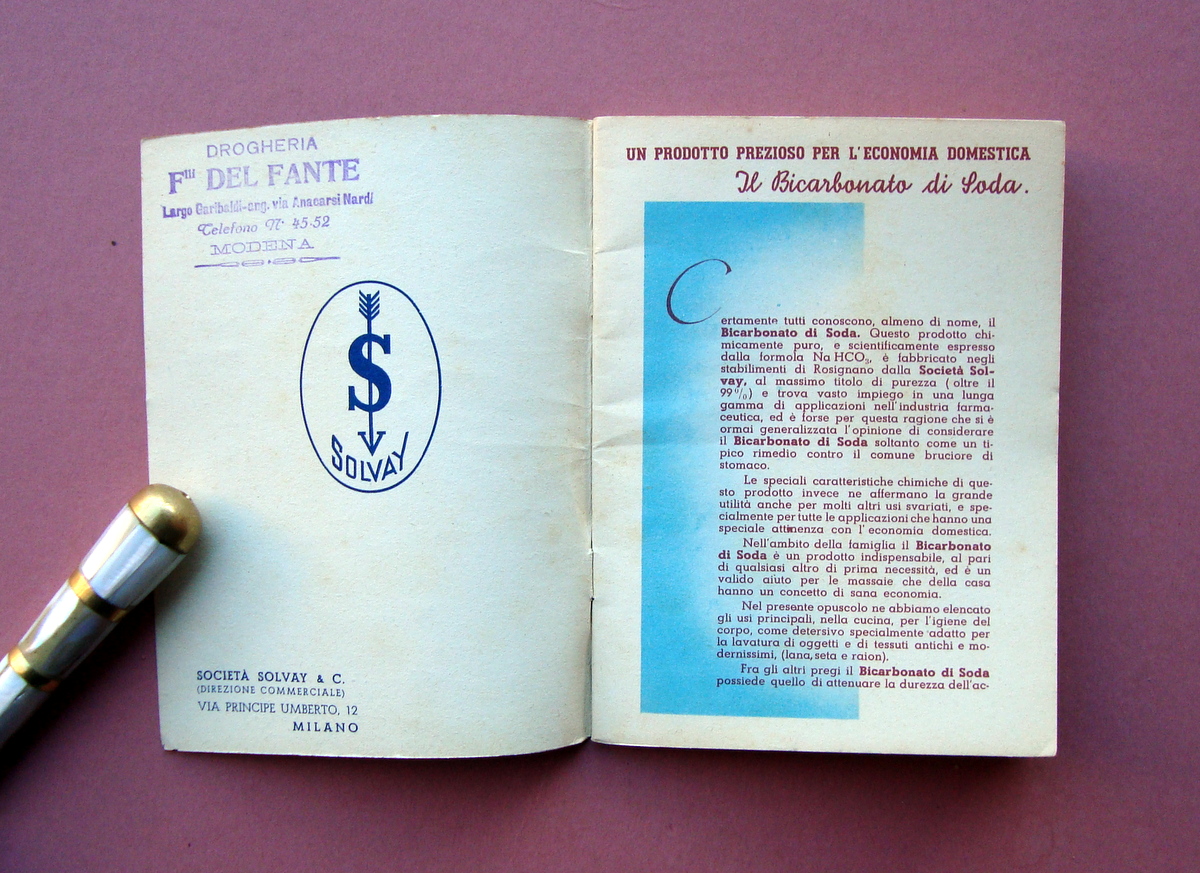 DROGHERIA
Flli DEL FANTE
Largo Garibaldi-ang. via Anacarsi Nardi
Telefono N. 45-52
MODENA
S
SOLVAY
SOCIETÀ SOLVAY & C.
(DIREZIONE COMMERCIALE)
VIA PRINCIPE UMBERTO, 12
MILANO
UN PRODOTTO PREZIOSO PER L'ECONOMIA DOMESTICA
Il Bicarbonato di Soda.
Certamente tutti conoscono, almeno di nome, il
Bicarbonato di Soda. Questo prodotto chi-
micamente puro, e scientificamente espresso
dalla formola Na HCO3, è fabbricato negli
stabilimenti di Rosignano dalla Società Sol-
vay, al massimo titolo di purezza (oltre il
99%) e trova vasto impiego in una lunga
gamma di applicazioni nell'industria farma-
ceutica, ed è forse per questa ragione che si è
ormai generalizzata l'opinione di considerare
il Bicarbonato di Soda soltanto come un ti-
pico rimedio contro il comune bruciore di
stomaco.
Le speciali caratteristiche chimiche di que-
sto prodotto invece ne affermano la grande
utilità anche per molti altri usi svariati, e spe-
cialmente per tutte le applicazioni che hanno una
speciale attinenza con l'economia domestica.
Nell'ambito della famiglia il Bicarbonato
di Soda è un prodotto indispensabile, al pari
di qualsiasi altro di prima necessità, ed è un
valido aiuto per le massaie che della casa
hanno un concetto di sana economia.
Nel presente opuscolo ne abbiamo elencato
gli usi principali, nella cucina, per l'igiene del
corpo, come detersivo specialmente adatto per
la lavatura di oggetti e di tessuti antichi e mo-
dernissimi, (lana, seta e raion).
Fra gli altri pregi il Bicarbonato di Soda
possiede quello di attenuare la durezza dell'ac-